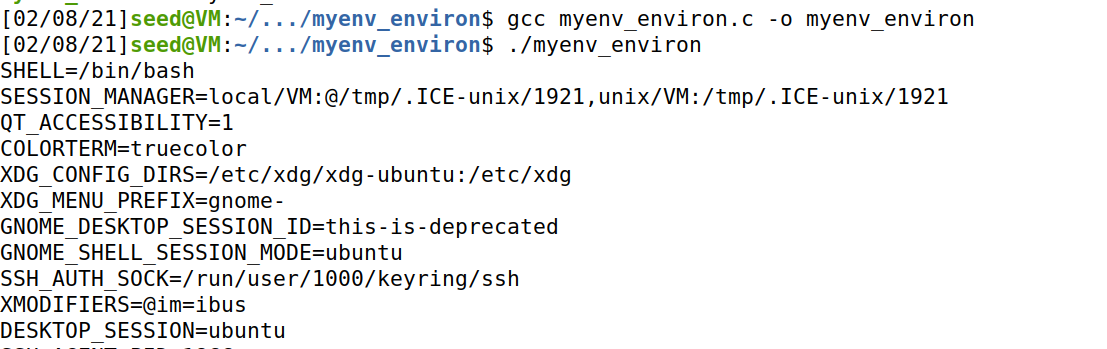 [02/08/21]seed@VM:~/.../myenv_environ$ gcc myenv_environ.c -o myenv_environ
[02/08/21]seed@VM:~/.../myenv_environ$ ./myenv_environ
SHELL=/bin/bash
SESSION_MANAGER=local/VM:@/tmp/.ICE-unix/1921,unix/VM:/tmp/.ICE-unix/1921
QT_ACCESSIBILITY=1
COLORTERM=truecolor
XDG_CONFIG_DIRS=/etc/xdg/xdg-ubuntu:/etc/xdg
XDG_MENU_PREFIX=gnome-
GNOME_DESKTOP_SESSION_ID=this-is-deprecated
GNOME_SHELL_SESSION_MODE=ubuntu
SSH_AUTH_SOCK=/run/user/1000/keyring/ssh
XMODIFIERS=@im=ibus
DESKTOP_SESSION=ubuntu